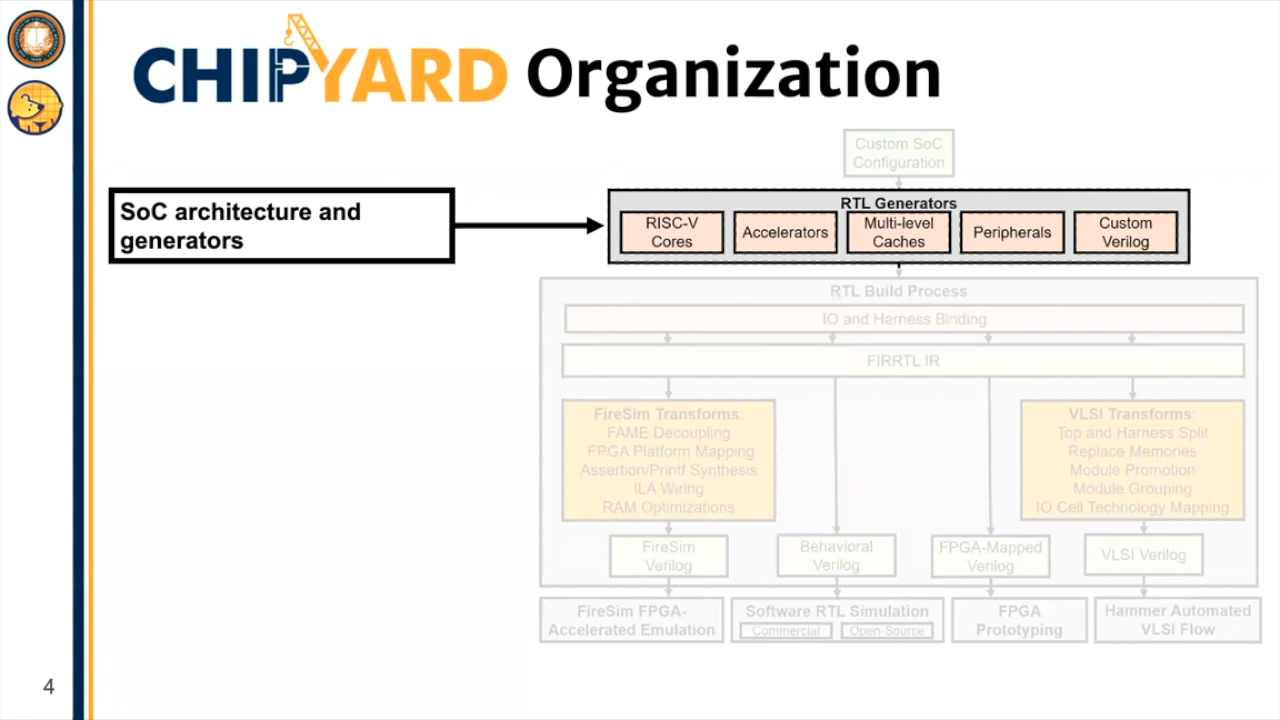 CHIPYARD Organization
Custom SoC
Configuration
SoC architecture and
generators
RTL Generators
RISC-V
Cores
Accelerators
Multi-level
Caches
Peripherals
Custom
Verilog
RTL Build Process
IO and Harness Binding
FIRRTL IR
FireSim Transforms:
FAME Decoupling
FPGA Platform Mapping
Assertion/Printf Synthesis
ILA Wiring
RAM Optimizations
VLSI Transforms:
Top and Harness Split
Replace Memories
Module Promotion
Module Grouping
IO Cell Technology Mapping
FireSim
Verilog
Behavioral
Verilog
FPGA-Mapped
Verilog
VLSI Verilog
FireSim FPGA-
Accelerated Emulation
Software RTL Simulation
Commercial
Open-Source
FPGA
Prototyping
Hammer Automated
VLSI Flow
4